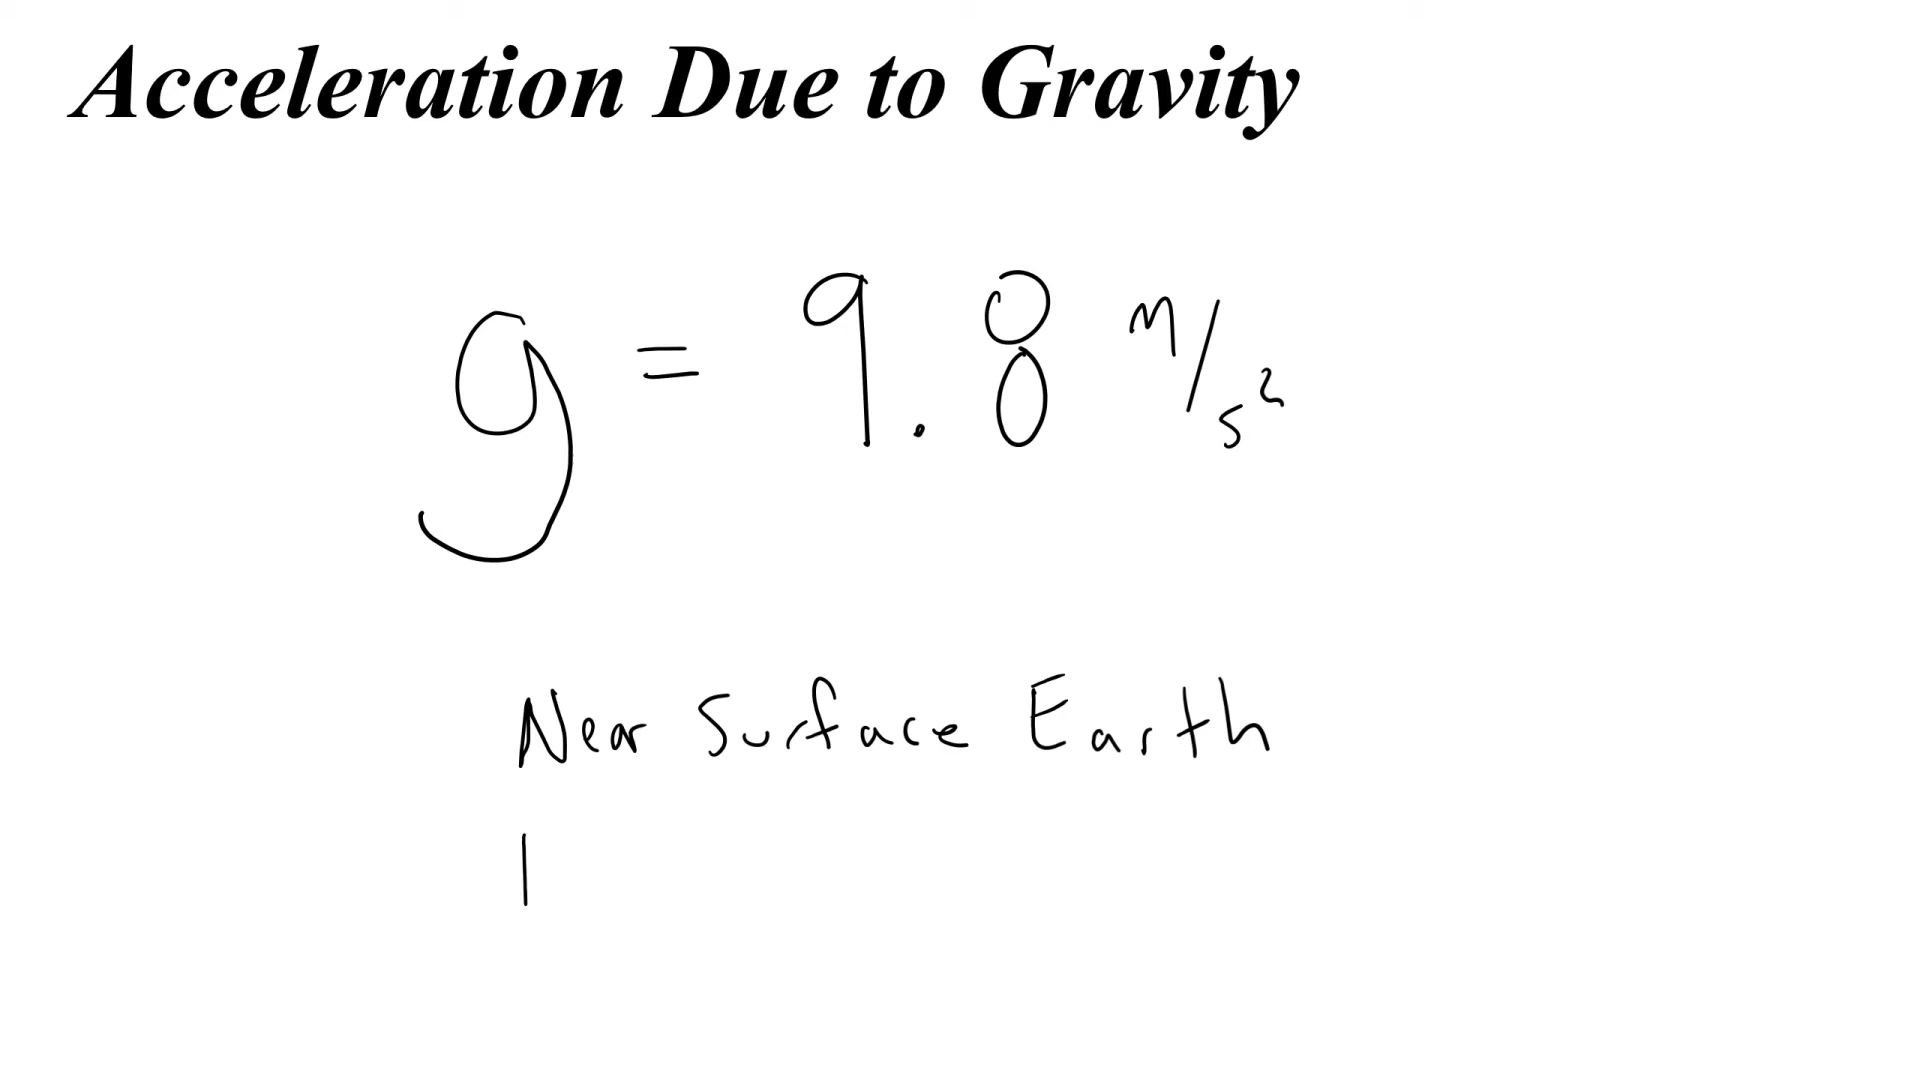 Acceleration Due to Gravity
g = 9.8 m/s²
Near Surface Earth